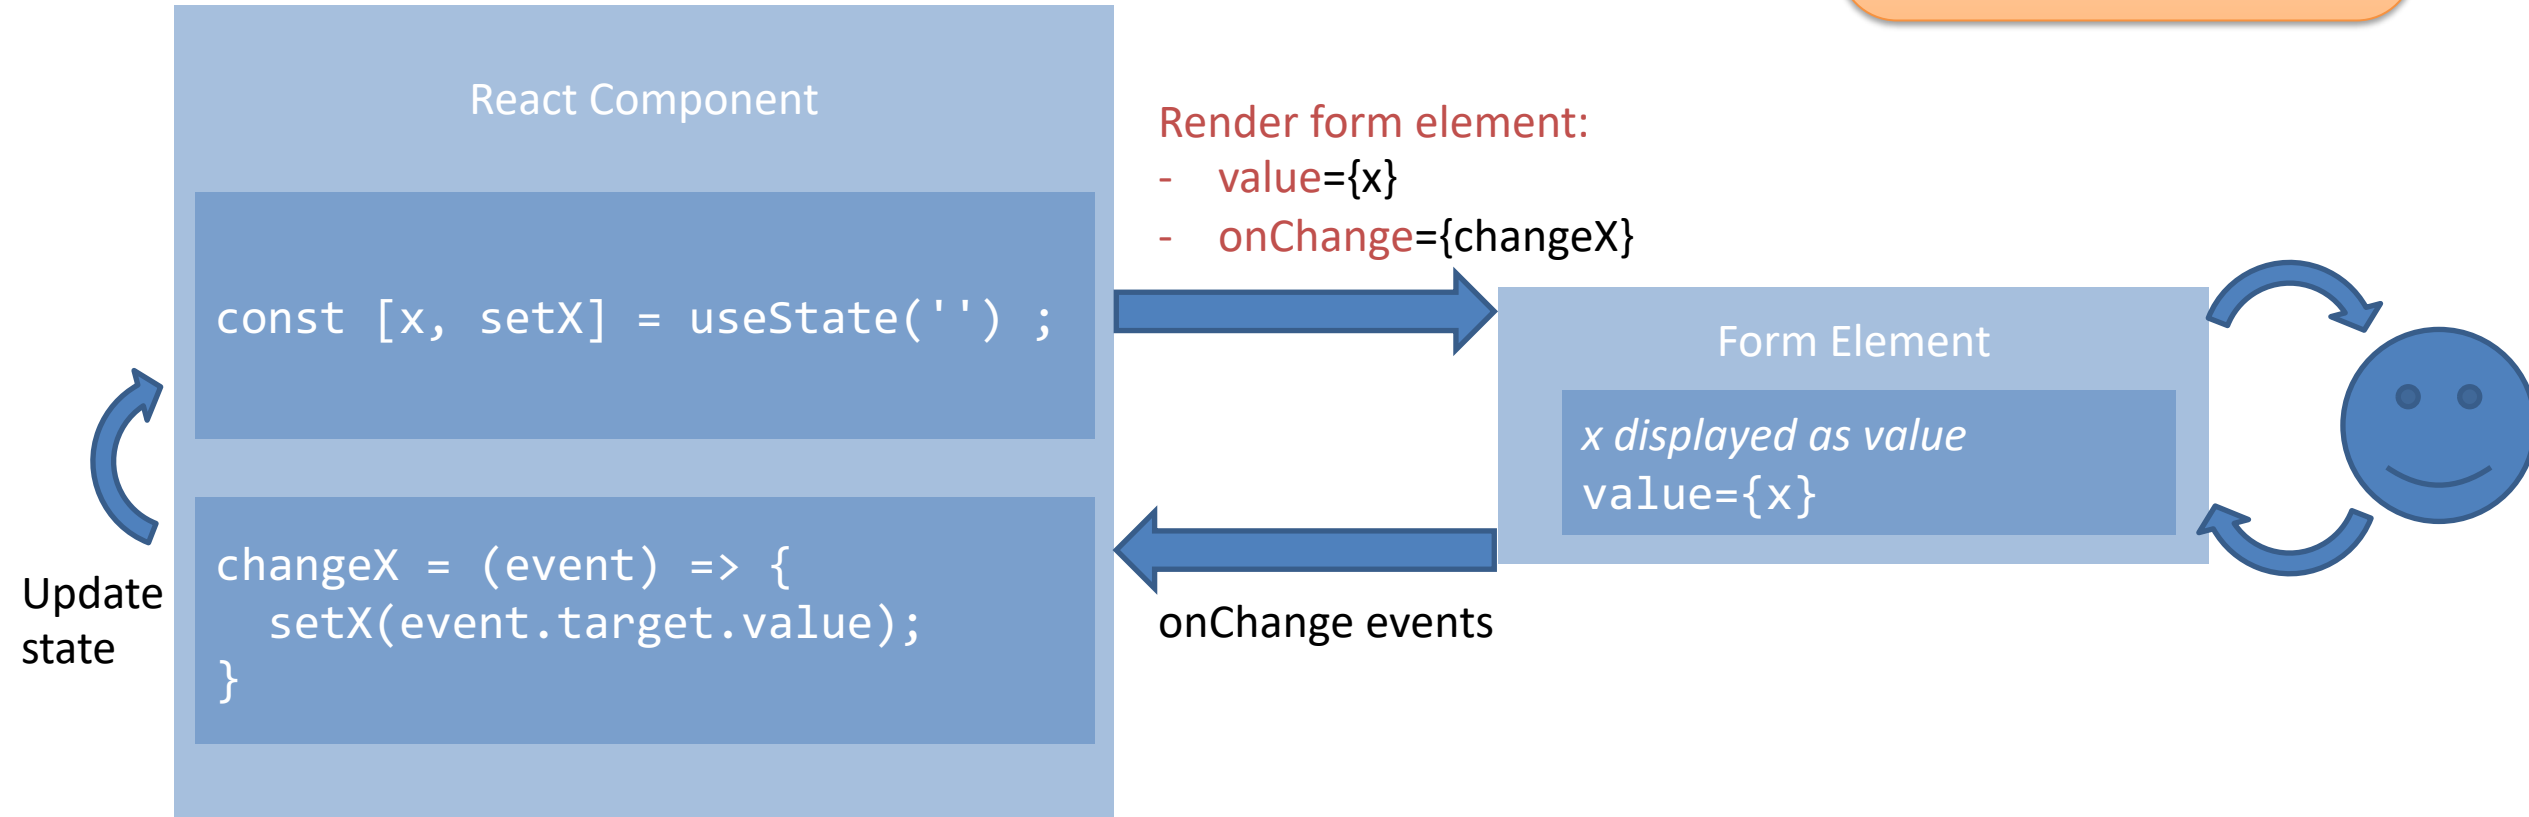 React Component
const [x, setX] = useState('') ;
changeX = (event) => {
  setX(event.target.value);
}
Update
state
Render form element:
- value={x}
- onChange={changeX}
onChange events
Form Element
x displayed as value
value={x}